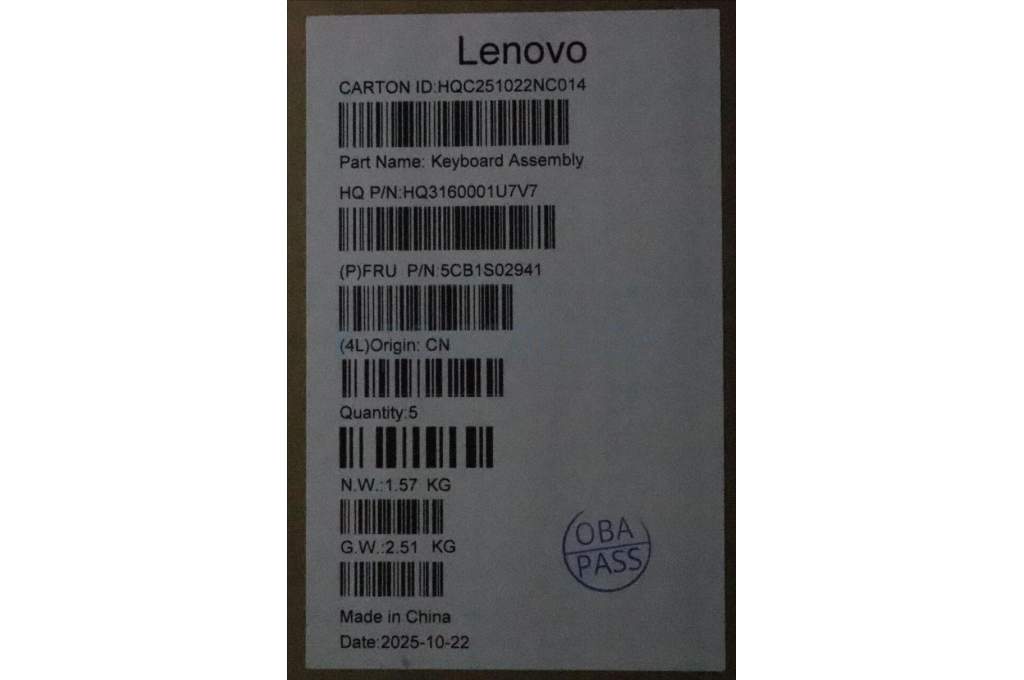 Lenovo
CARTON ID:HQC251022NC014
Part Name: Keyboard Assembly
HQ P/N:HQ3160001U7V7
(P)FRU P/N:5CB1S02941
(4L)Origin: CN
Quantity:5
N.W.:1.57 KG
G.W.:2.51 KG
OBA
PASS
Made in China
Date:2025-10-22